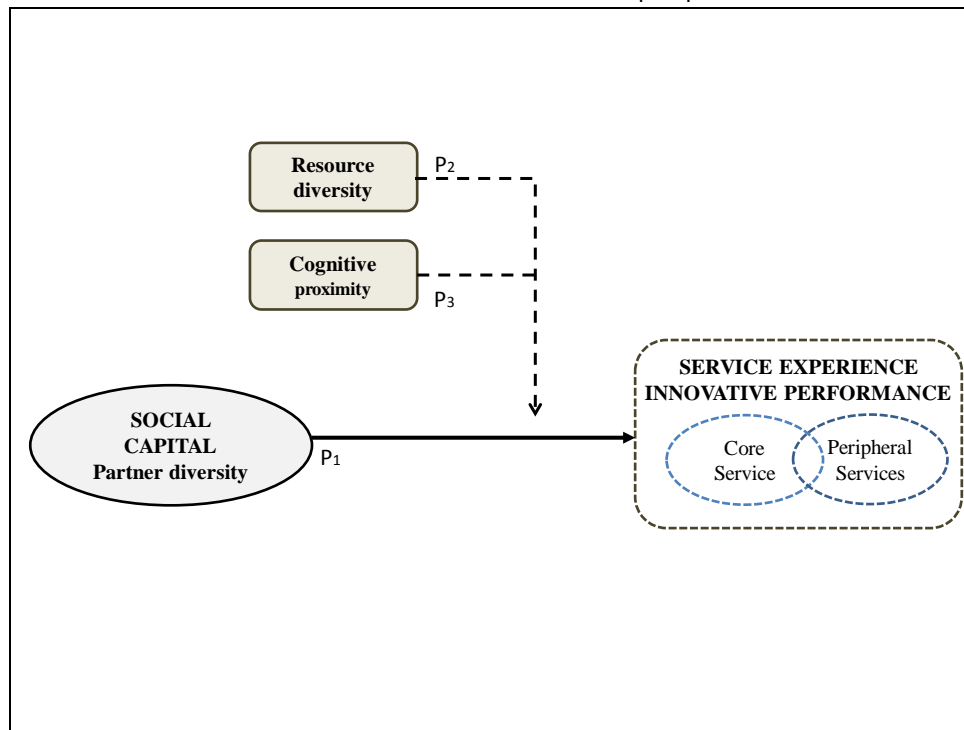 Resource
diversity
P2
Cognitive
proximity
P3
SERVICE EXPERIENCE
INNOVATIVE PERFORMANCE
Core
Service
Peripheral
Services
SOCIAL
CAPITAL
Partner diversity
P1